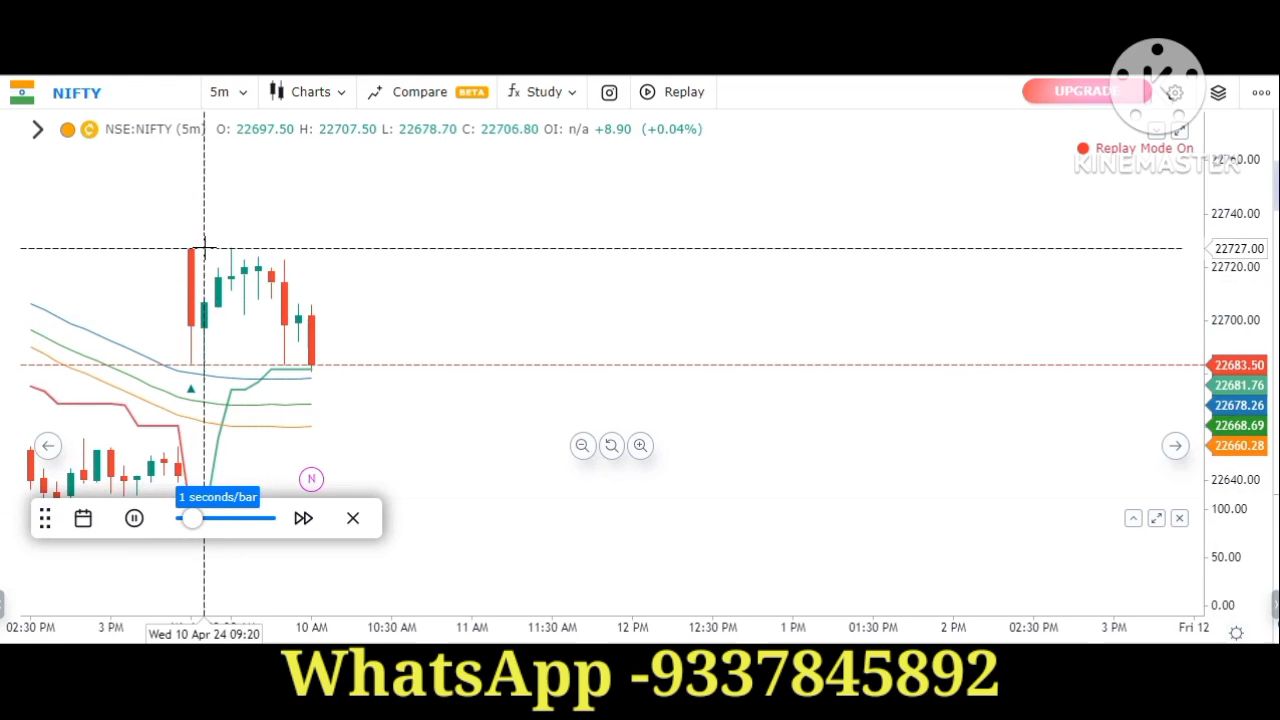 NIFTY 5m Charts Compare BETA fx Study Replay UPGRADE
NSE:NIFTY (5m) O: 22697.50 H: 22707.50 L: 22678.70 C: 22706.80 OI: n/a +8.90 (+0.04%)
Replay Mode On
KINEMASTER
22760.00
22740.00
22727.00
22720.00
22700.00
22683.50
22681.76
22678.26
22668.69
22660.28
22640.00
N
1 seconds/bar
100.00
50.00
0.00
02:30 PM 3 PM 10 AM 10:30 AM 11 AM 11:30 AM 12 PM 12:30 PM 1 PM 01:30 PM 2 PM 02:30 PM 3 PM Fri 12
Wed 10 Apr 24 09:20
WhatsApp -9337845892